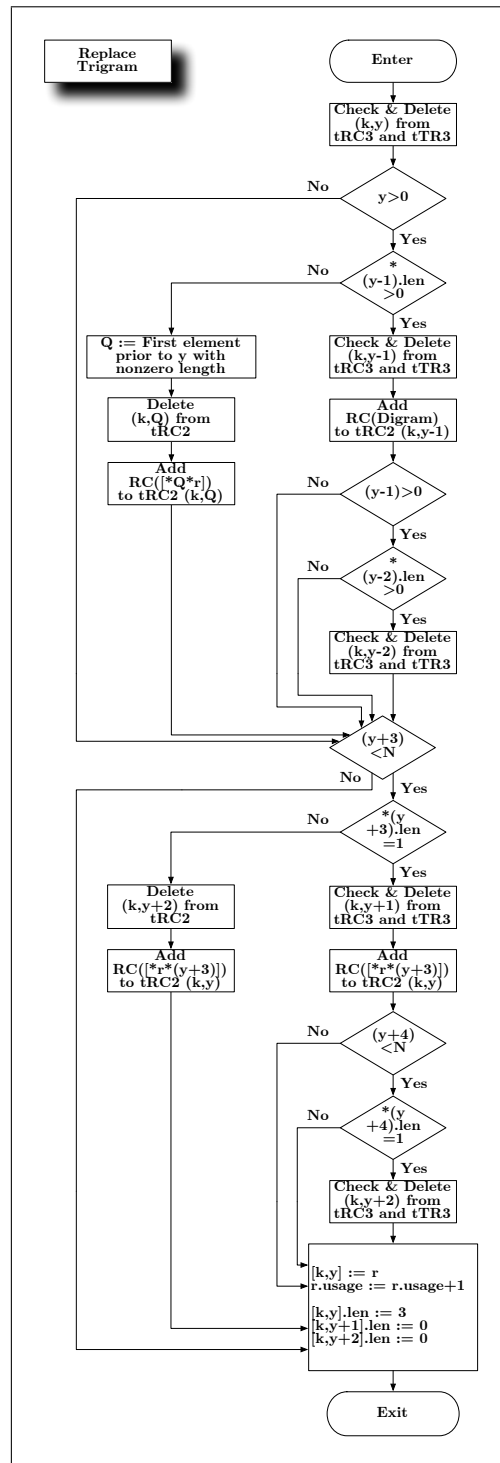 Replace
Trigram
Enter
Check & Delete
(k,y) from
tRC3 and tTR3
No
y>0
Yes
No
*
(y-1).len
>0
Yes
Q := First element
prior to y with
nonzero length
Check & Delete
(k,y-1) from
tRC3 and tTR3
Delete
(k,Q) from
tRC2
Add
RC(Digram)
to tRC2 (k,y-1)
Add
RC([*Q*r])
to tRC2 (k,Q)
No
(y-1)>0
Yes
No
*
(y-2).len
>0
Yes
Check & Delete
(k,y-2) from
tRC3 and tTR3
(y+3)
<N
No
Yes
No
*(y
+3).len
=1
Yes
Delete
(k,y+2) from
tRC2
Check & Delete
(k,y+1) from
tRC3 and tTR3
Add
RC([*r*(y+3)])
to tRC2 (k,y)
Add
RC([*r*(y+3)])
to tRC2 (k,y)
No
(y+4)
<N
Yes
No
*(y
+4).len
=1
Yes
Check & Delete
(k,y+2) from
tRC3 and tTR3
[k,y] := r
r.usage := r.usage+1
[k,y].len := 3
[k,y+1].len := 0
[k,y+2].len := 0
Exit